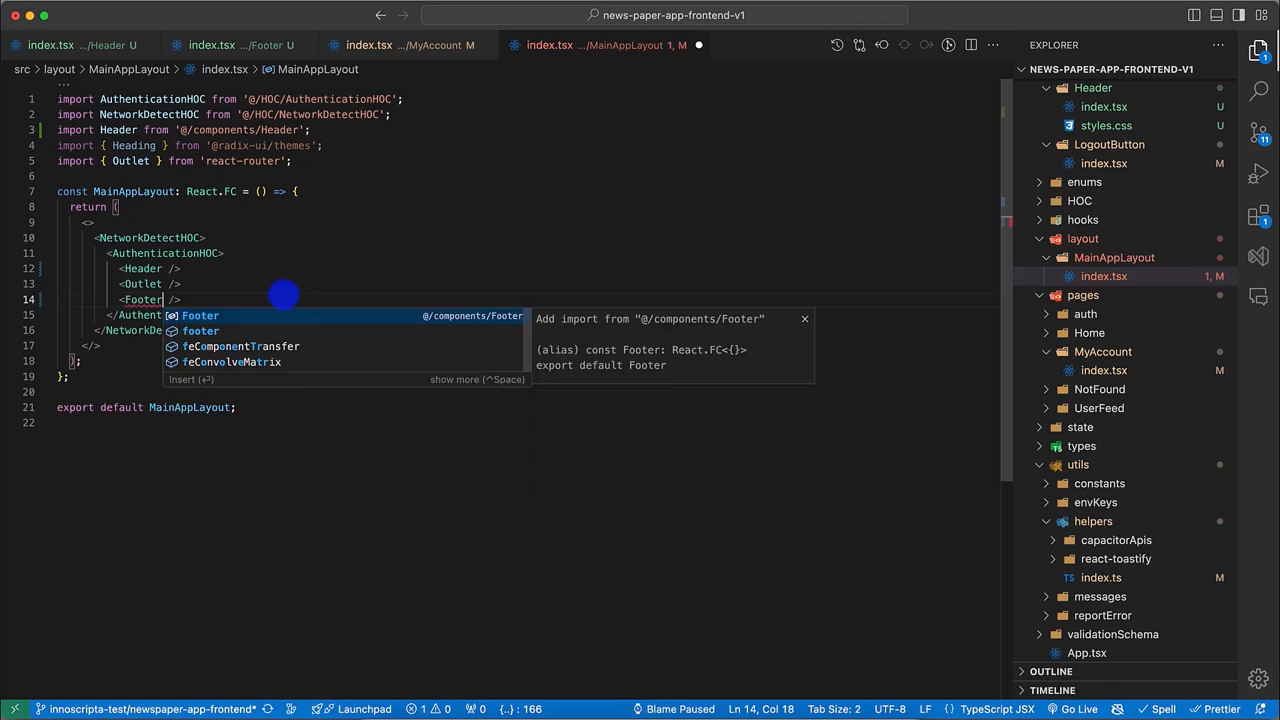 news-paper-app-frontend-v1
index.tsx .../Header U
index.tsx .../Footer U
index.tsx .../MyAccount M
index.tsx .../MainAppLayout 1, M
src > layout > MainAppLayout > index.tsx > MainAppLayout
...
1 import AuthenticationHOC from '@/HOC/AuthenticationHOC';
2 import NetworkDetectHOC from '@/HOC/NetworkDetectHOC';
3 import Header from '@/components/Header';
4 import { Heading } from '@radix-ui/themes';
5 import { Outlet } from 'react-router';
6
7 const MainAppLayout: React.FC = () => {
8 return (
9 <>
10 <NetworkDetectHOC>
11 <AuthenticationHOC>
12 <Header />
13 <Outlet />
14 <Footer />
15 </Authent
16 </NetworkDe
17 </>
18 );
19 };
20
21 export default MainAppLayout;
22
Footer @/components/Footer
footer
feComponentTransfer
feConvolveMatrix
Insert (⏎) show more (^Space)
Add import from "@/components/Footer"
(alias) const Footer: React.FC<{}>
export default Footer
EXPLORER
NEWS-PAPER-APP-FRONTEND-V1
Header
index.tsx U
styles.css U
LogoutButton
index.tsx M
enums
HOC
hooks
layout
MainAppLayout
index.tsx 1, M
pages
auth
Home
MyAccount
index.tsx M
NotFound
UserFeed
state
types
utils
constants
envKeys
helpers
capacitorApis
react-toastify
TS index.ts M
messages
reportError
validationSchema
App.tsx
OUTLINE
TIMELINE
1
11
1
innoscripta-test/newspaper-app-frontend* Launchpad 1 0 0 {..} : 166 Blame Paused Ln 14, Col 18 Tab Size: 2 UTF-8 LF {} TypeScript JSX Go Live Spell Prettier